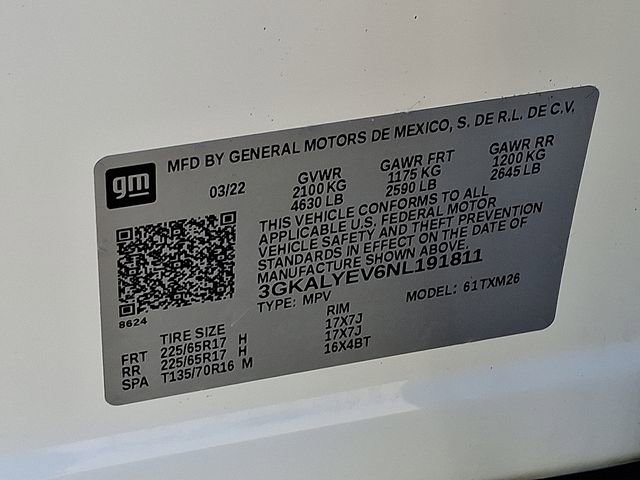 MFD BY GENERAL MOTORS DE MEXICO, S. DE R.L. DE C.V.
gm
03/22 GVWR GAWR FRT GAWR RR
2100 KG 1175 KG 1200 KG
4630 LB 2590 LB 2645 LB
THIS VEHICLE CONFORMS TO ALL
APPLICABLE U.S. FEDERAL MOTOR
VEHICLE SAFETY AND THEFT PREVENTION
STANDARDS IN EFFECT ON THE DATE OF
MANUFACTURE SHOWN ABOVE.
3GKALYEV6NL191811
TYPE: MPV MODEL: 61TXM26
8624
TIRE SIZE RIM
FRT 225/65R17 H 17X7J
RR 225/65R17 H 17X7J
SPA T135/70R16 M 16X4BT